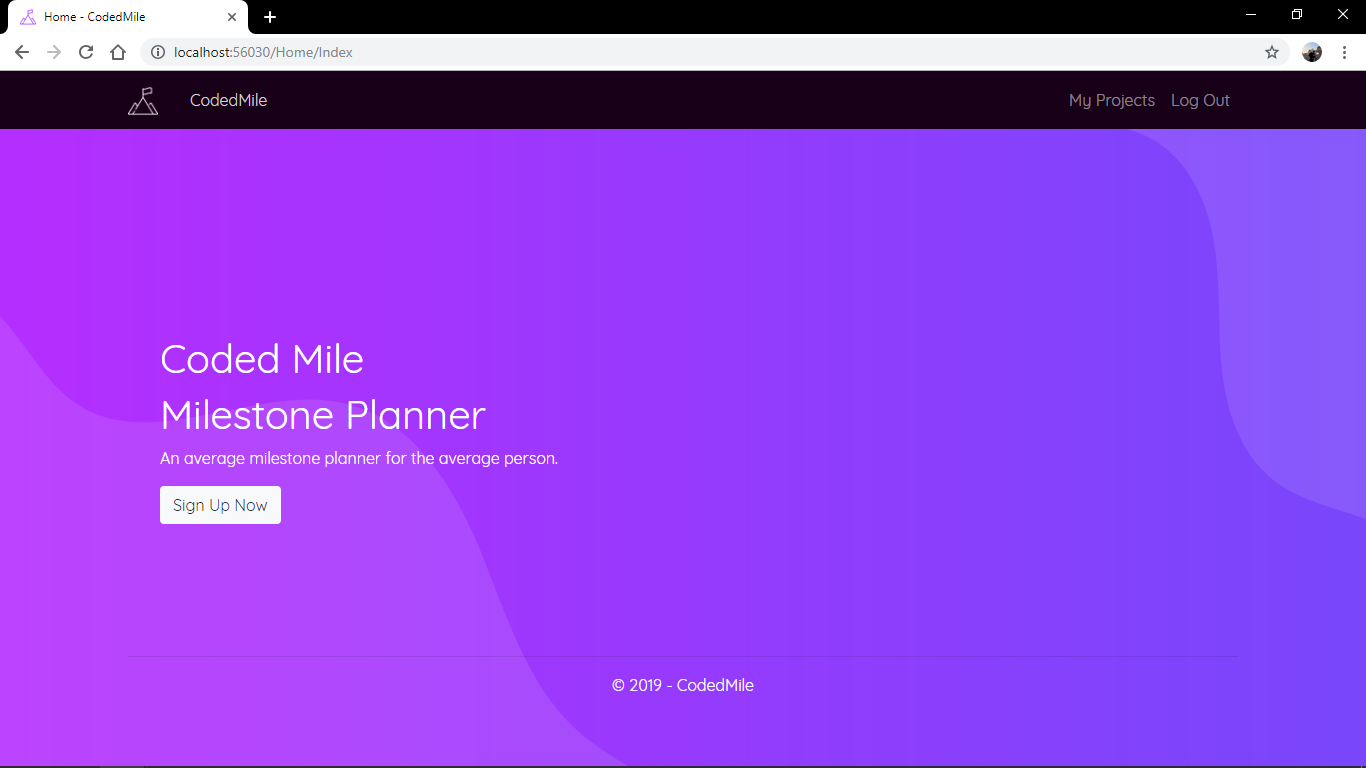 Home - CodedMile
localhost:56030/Home/Index
CodedMile
My Projects
Log Out
Coded Mile
Milestone Planner
An average milestone planner for the average person.
Sign Up Now
© 2019 - CodedMile